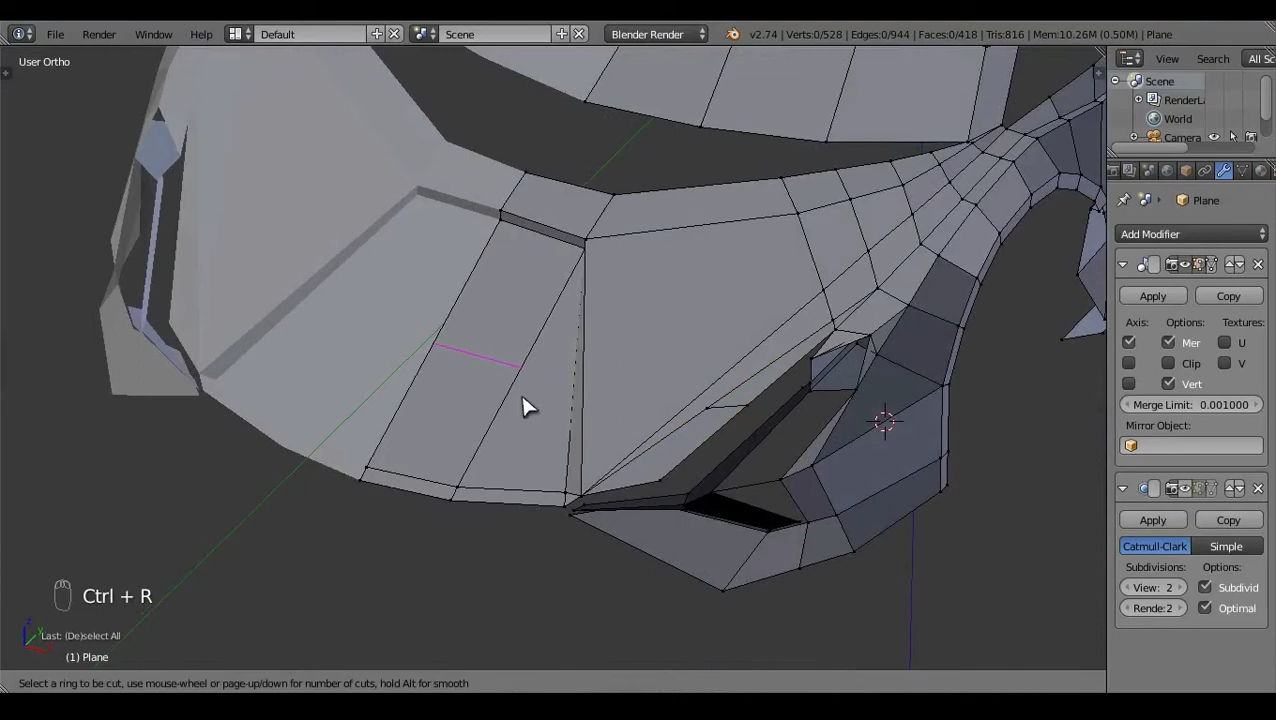 File Render Window Help Default Scene Blender Render v2.74 | Verts:0/528 | Edges:0/944 | Faces:0/418 | Tris:816 | Mem:10.26M (0.50M) | Plane
User Ortho
View Search All Sc
Scene
RenderLa
World
Camera
Plane
Add Modifier
Apply Copy
Axis: Options: Textures:
Mer U
Clip V
Vert
Merge Limit: 0.001000
Mirror Object:
Apply Copy
Catmull-Clark Simple
Subdivisions: Options:
View: 2 Subdivid
Rende:2 Optimal
Ctrl + R
Last: (De)select All
(1) Plane
Select a ring to be cut, use mouse-wheel or page-up/down for number of cuts, hold Alt for smooth